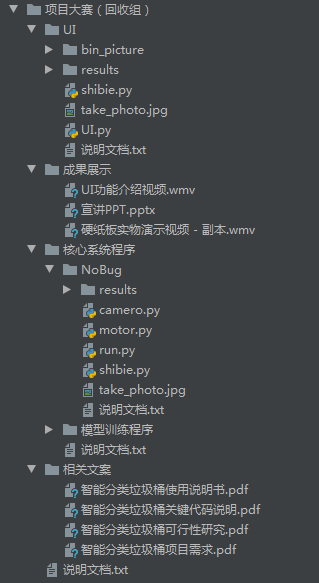 项目大赛（回收组）
UI
bin_picture
results
shibie.py
take_photo.jpg
UI.py
说明文档.txt
成果展示
UI功能介绍视频.wmv
宣讲PPT.pptx
硬纸板实物演示视频 - 副本.wmv
核心系统程序
NoBug
results
camero.py
motor.py
run.py
shibie.py
take_photo.jpg
说明文档.txt
模型训练程序
说明文档.txt
相关文案
智能分类垃圾桶使用说明书.pdf
智能分类垃圾桶关键代码说明.pdf
智能分类垃圾桶可行性研究.pdf
智能分类垃圾桶项目需求.pdf
说明文档.txt